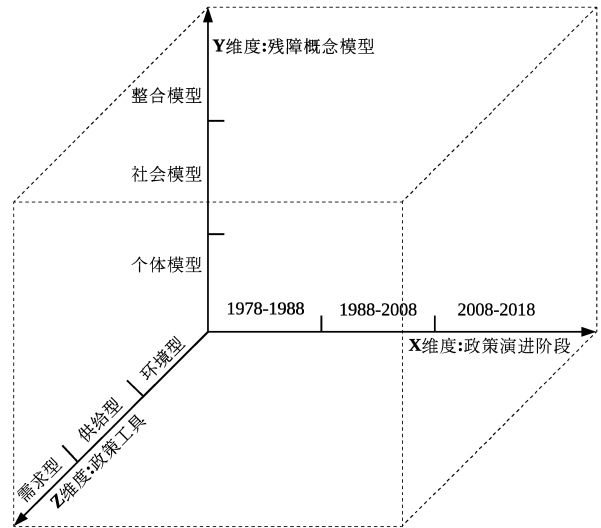 Y维度:残障概念模型
整合模型
社会模型
个体模型
1978-1988
1988-2008
2008-2018
X维度:政策演进阶段
环境型
供给型
需求型
Z维度:政策工具